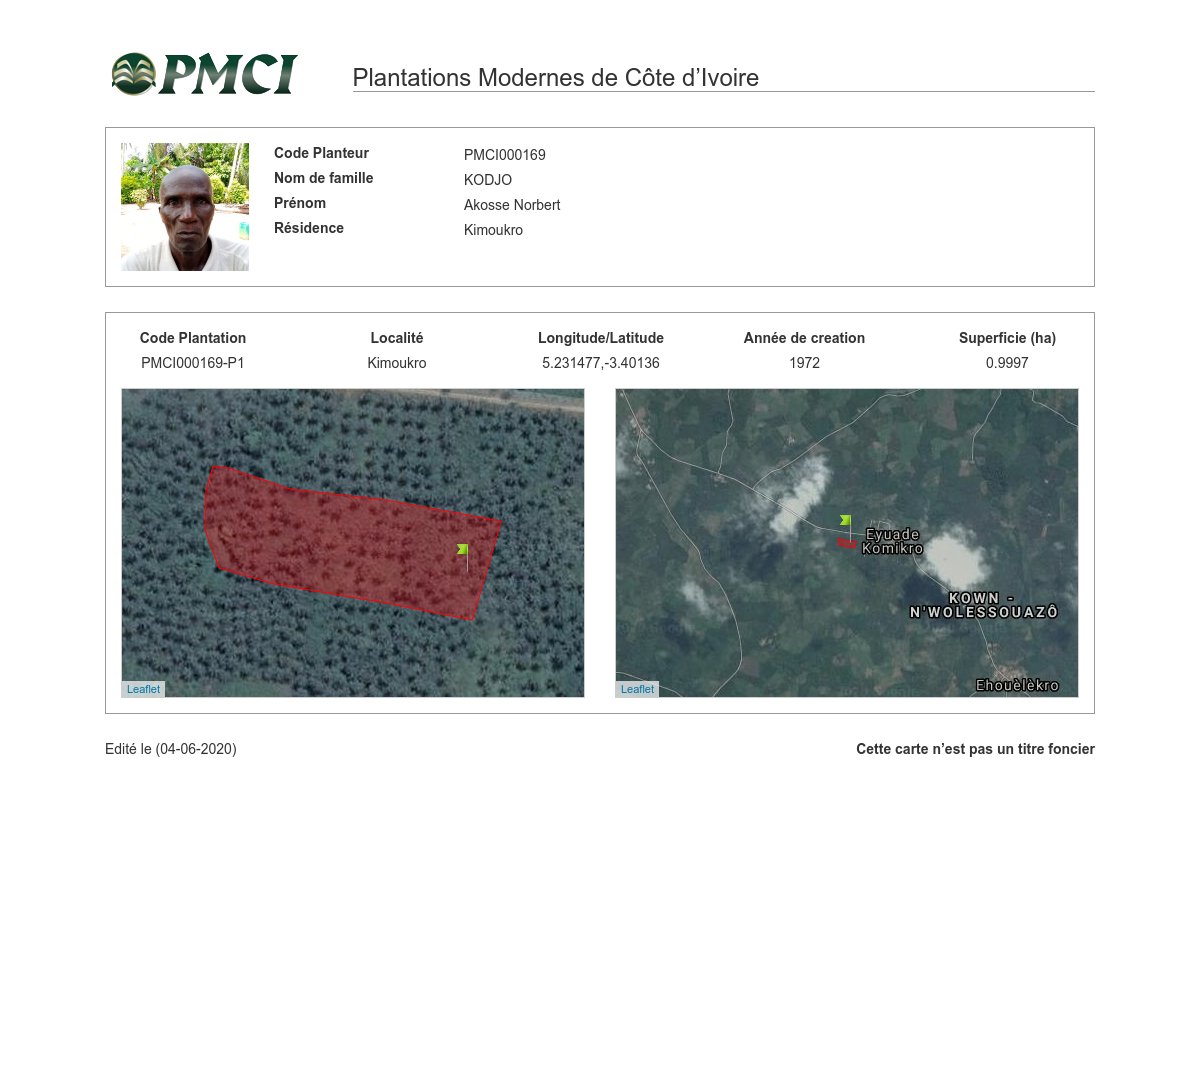 PMCI
Plantations Modernes de Côte d’Ivoire
Code Planteur PMCI000169
Nom de famille KODJO
Prénom Akosse Norbert
Résidence Kimoukro
Code Plantation Localité Longitude/Latitude Année de creation Superficie (ha)
PMCI000169-P1 Kimoukro 5.231477,-3.40136 1972 0.9997
Eyuade
Komikro
KOWN -
N'WOLESSOUAZÔ
Ehouèlèkro
Leaflet Leaflet
Edité le (04-06-2020) Cette carte n’est pas un titre foncier